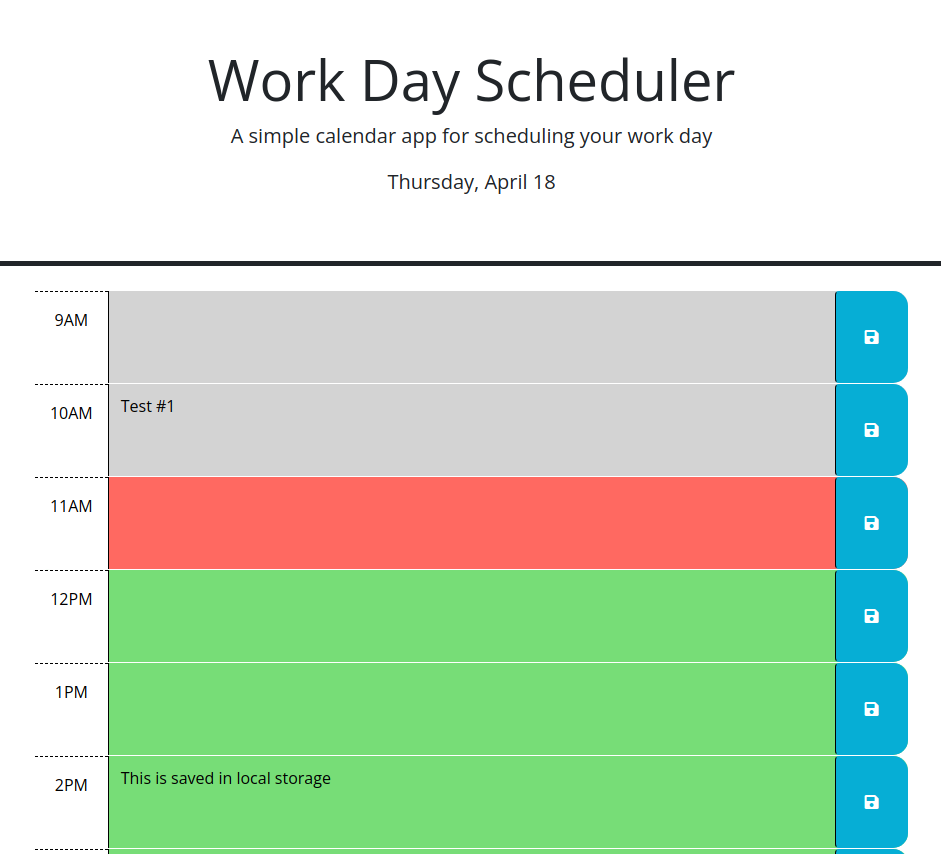 Work Day Scheduler
A simple calendar app for scheduling your work day
Thursday, April 18
9AM
10AM
Test #1
11AM
12PM
1PM
2PM
This is saved in local storage